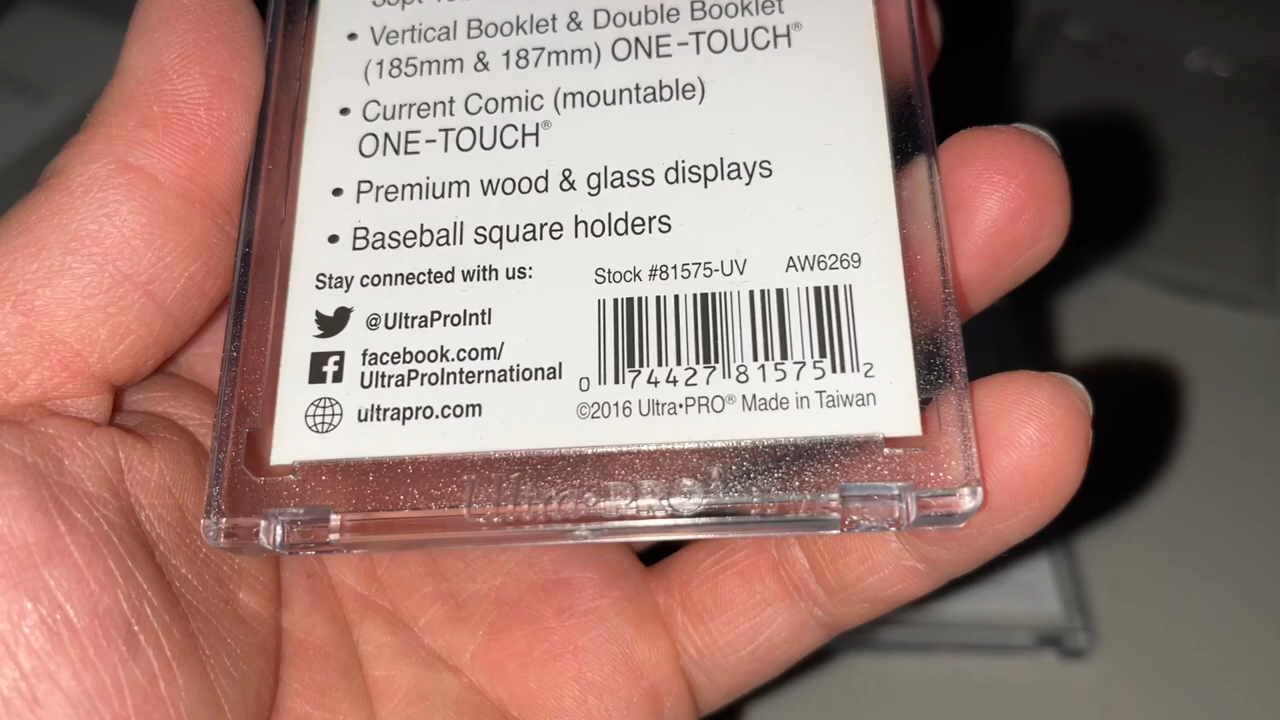 • Vertical Booklet & Double Booklet
(185mm & 187mm) ONE-TOUCH®
• Current Comic (mountable)
ONE-TOUCH®
• Premium wood & glass displays
• Baseball square holders
Stay connected with us:
@UltraProIntl
facebook.com/
UltraProInternational
ultrapro.com
Stock #81575-UV AW6269
0 74427 81575 2
©2016 Ultra•PRO® Made in Taiwan
Ultra•PRO®